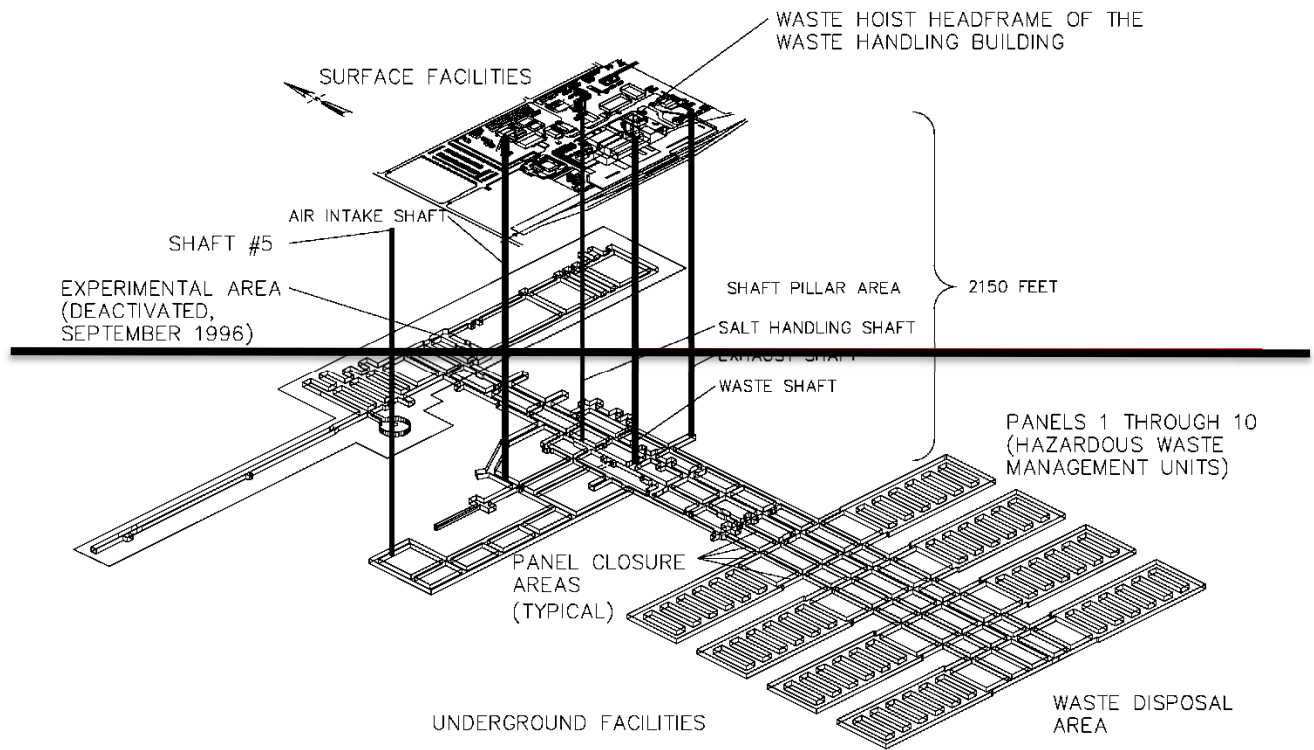 WASTE HOIST HEADFRAME OF THE
WASTE HANDLING BUILDING
SURFACE FACILITIES
AIR INTAKE SHAFT
SHAFT #5
EXPERIMENTAL AREA
(DEACTIVATED,
SEPTEMBER 1996)
SHAFT PILLAR AREA
2150 FEET
SALT HANDLING SHAFT
EXHAUST SHAFT
WASTE SHAFT
PANELS 1 THROUGH 10
(HAZARDOUS WASTE
MANAGEMENT UNITS)
PANEL CLOSURE
AREAS
(TYPICAL)
WASTE DISPOSAL
AREA
UNDERGROUND FACILITIES